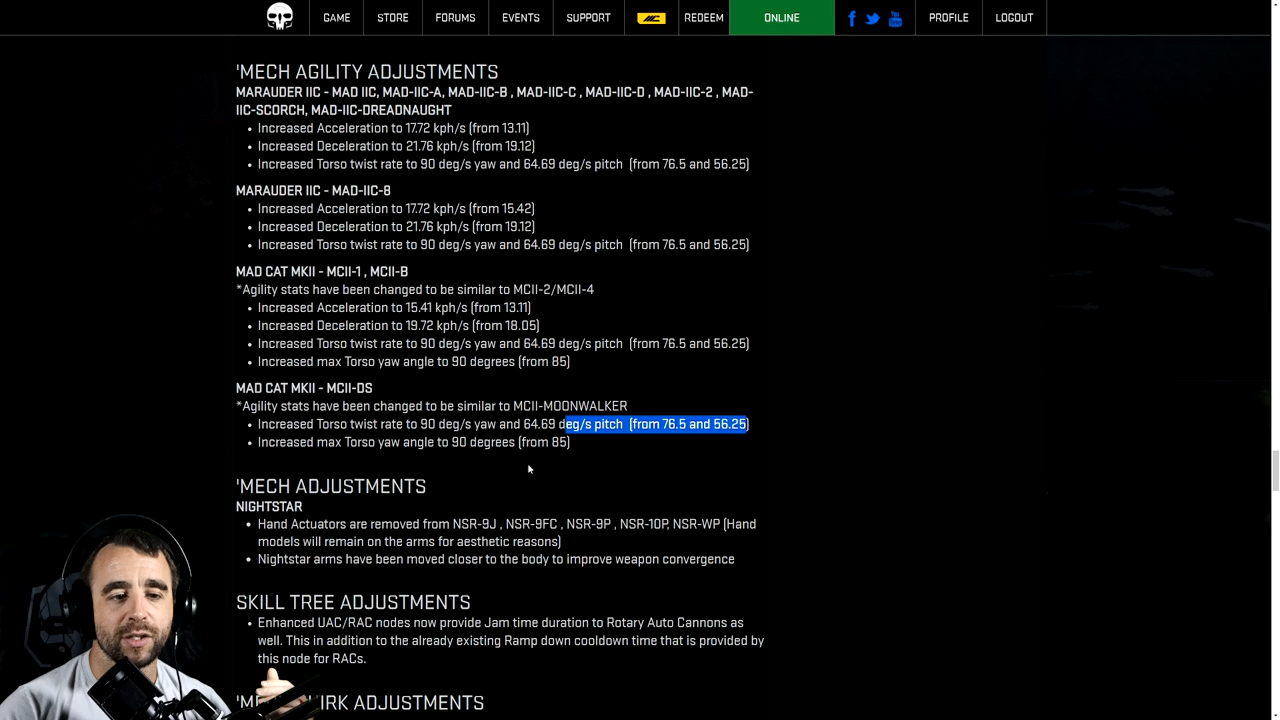 GAME STORE FORUMS EVENTS SUPPORT MC REDEEM ONLINE f You Tube PROFILE LOGOUT
'MECH AGILITY ADJUSTMENTS
MARAUDER IIC - MAD IIC, MAD-IIC-A, MAD-IIC-B , MAD-IIC-C , MAD-IIC-D , MAD-IIC-2 , MAD-
IIC-SCORCH, MAD-IIC-DREADNAUGHT
• Increased Acceleration to 17.72 kph/s (from 13.11)
• Increased Deceleration to 21.76 kph/s (from 19.12)
• Increased Torso twist rate to 90 deg/s yaw and 64.69 deg/s pitch (from 76.5 and 56.25)
MARAUDER IIC - MAD-IIC-8
• Increased Acceleration to 17.72 kph/s (from 15.42)
• Increased Deceleration to 21.76 kph/s (from 19.12)
• Increased Torso twist rate to 90 deg/s yaw and 64.69 deg/s pitch (from 76.5 and 56.25)
MAD CAT MKII - MCII-1 , MCII-B
*Agility stats have been changed to be similar to MCII-2/MCII-4
• Increased Acceleration to 15.41 kph/s (from 13.11)
• Increased Deceleration to 19.72 kph/s (from 18.05)
• Increased Torso twist rate to 90 deg/s yaw and 64.69 deg/s pitch (from 76.5 and 56.25)
• Increased max Torso yaw angle to 90 degrees (from 85)
MAD CAT MKII - MCII-DS
*Agility stats have been changed to be similar to MCII-MOONWALKER
• Increased Torso twist rate to 90 deg/s yaw and 64.69 deg/s pitch (from 76.5 and 56.25)
• Increased max Torso yaw angle to 90 degrees (from 85)
'MECH ADJUSTMENTS
NIGHTSTAR
• Hand Actuators are removed from NSR-9J , NSR-9FC , NSR-9P , NSR-10P, NSR-WP (Hand
models will remain on the arms for aesthetic reasons)
• Nightstar arms have been moved closer to the body to improve weapon convergence
SKILL TREE ADJUSTMENTS
• Enhanced UAC/RAC nodes now provide Jam time duration to Rotary Auto Cannons as
well. This in addition to the already existing Ramp down cooldown time that is provided by
this node for RACs.
ADJUSTMENTS